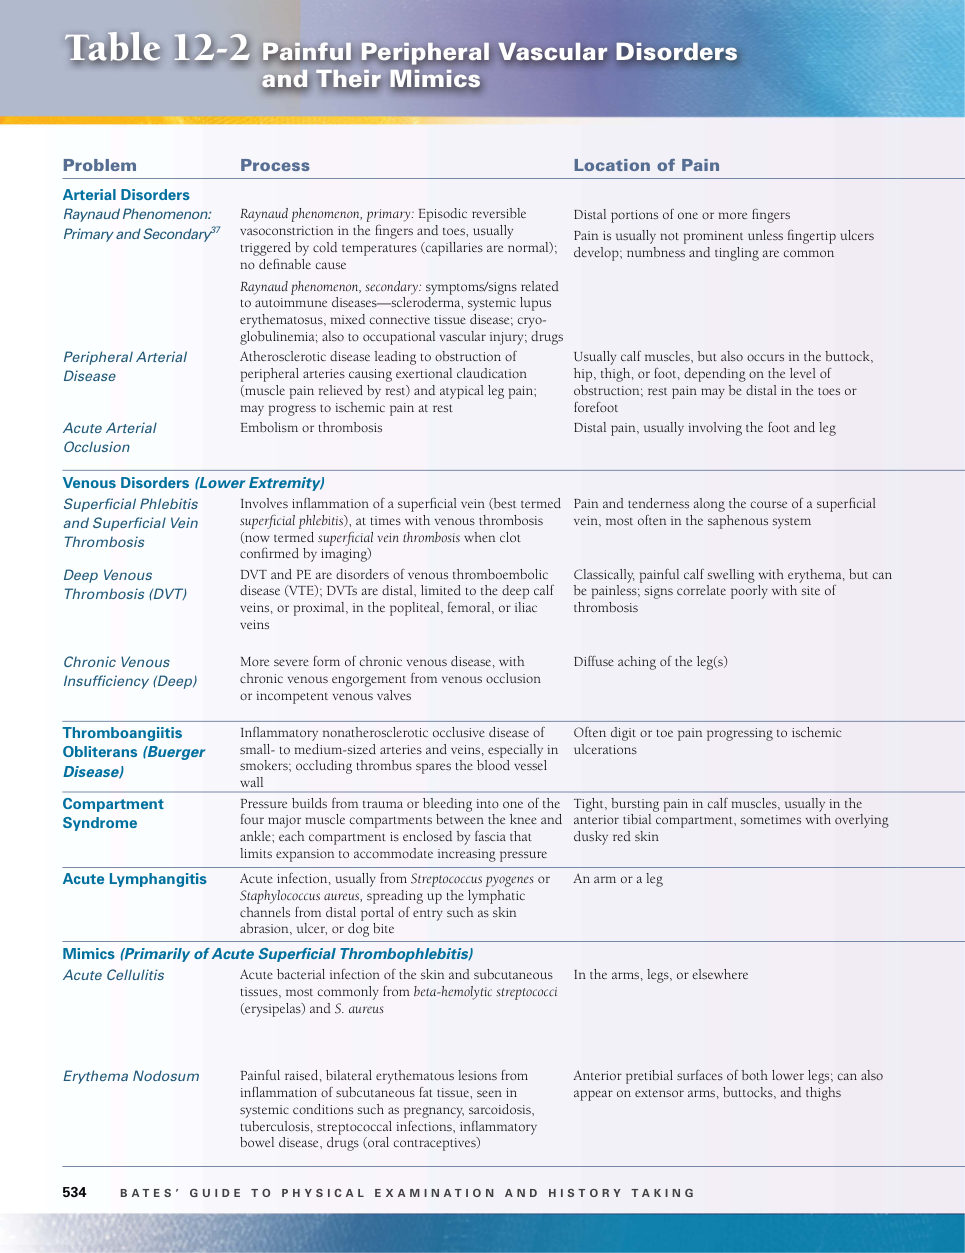 Table 12-2 Painful Peripheral Vascular Disorders
and Their Mimics
Problem Process Location of Pain
Arterial Disorders
Raynaud Phenomenon:
Primary and Secondary37
Raynaud phenomenon, primary: Episodic reversible
vasoconstriction in the fingers and toes, usually
triggered by cold temperatures (capillaries are normal);
no definable cause
Raynaud phenomenon, secondary: symptoms/signs related
to autoimmune diseases—scleroderma, systemic lupus
erythematosus, mixed connective tissue disease; cryo-
globulinemia; also to occupational vascular injury; drugs
Distal portions of one or more fingers
Pain is usually not prominent unless fingertip ulcers
develop; numbness and tingling are common
Peripheral Arterial
Disease
Atherosclerotic disease leading to obstruction of
peripheral arteries causing exertional claudication
(muscle pain relieved by rest) and atypical leg pain;
may progress to ischemic pain at rest
Usually calf muscles, but also occurs in the buttock,
hip, thigh, or foot, depending on the level of
obstruction; rest pain may be distal in the toes or
forefoot
Acute Arterial
Occlusion
Embolism or thrombosis
Distal pain, usually involving the foot and leg
Venous Disorders (Lower Extremity)
Superficial Phlebitis
and Superficial Vein
Thrombosis
Involves inflammation of a superficial vein (best termed
superficial phlebitis), at times with venous thrombosis
(now termed superficial vein thrombosis when clot
confirmed by imaging)
Pain and tenderness along the course of a superficial
vein, most often in the saphenous system
Deep Venous
Thrombosis (DVT)
DVT and PE are disorders of venous thromboembolic
disease (VTE); DVTs are distal, limited to the deep calf
veins, or proximal, in the popliteal, femoral, or iliac
veins
Classically, painful calf swelling with erythema, but can
be painless; signs correlate poorly with site of
thrombosis
Chronic Venous
Insufficiency (Deep)
More severe form of chronic venous disease, with
chronic venous engorgement from venous occlusion
or incompetent venous valves
Diffuse aching of the leg(s)
Thromboangiitis
Obliterans (Buerger
Disease)
Inflammatory nonatherosclerotic occlusive disease of
small- to medium-sized arteries and veins, especially in
smokers; occluding thrombus spares the blood vessel
wall
Often digit or toe pain progressing to ischemic
ulcerations
Compartment
Syndrome
Pressure builds from trauma or bleeding into one of the
four major muscle compartments between the knee and
ankle; each compartment is enclosed by fascia that
limits expansion to accommodate increasing pressure
Tight, bursting pain in calf muscles, usually in the
anterior tibial compartment, sometimes with overlying
dusky red skin
Acute Lymphangitis
Acute infection, usually from Streptococcus pyogenes or
Staphylococcus aureus, spreading up the lymphatic
channels from distal portal of entry such as skin
abrasion, ulcer, or dog bite
An arm or a leg
Mimics (Primarily of Acute Superficial Thrombophlebitis)
Acute Cellulitis
Acute bacterial infection of the skin and subcutaneous
tissues, most commonly from beta-hemolytic streptococci
(erysipelas) and S. aureus
In the arms, legs, or elsewhere
Erythema Nodosum
Painful raised, bilateral erythematous lesions from
inflammation of subcutaneous fat tissue, seen in
systemic conditions such as pregnancy, sarcoidosis,
tuberculosis, streptococcal infections, inflammatory
bowel disease, drugs (oral contraceptives)
Anterior pretibial surfaces of both lower legs; can also
appear on extensor arms, buttocks, and thighs
534 BATES' GUIDE TO PHYSICAL EXAMINATION AND HISTORY TAKING